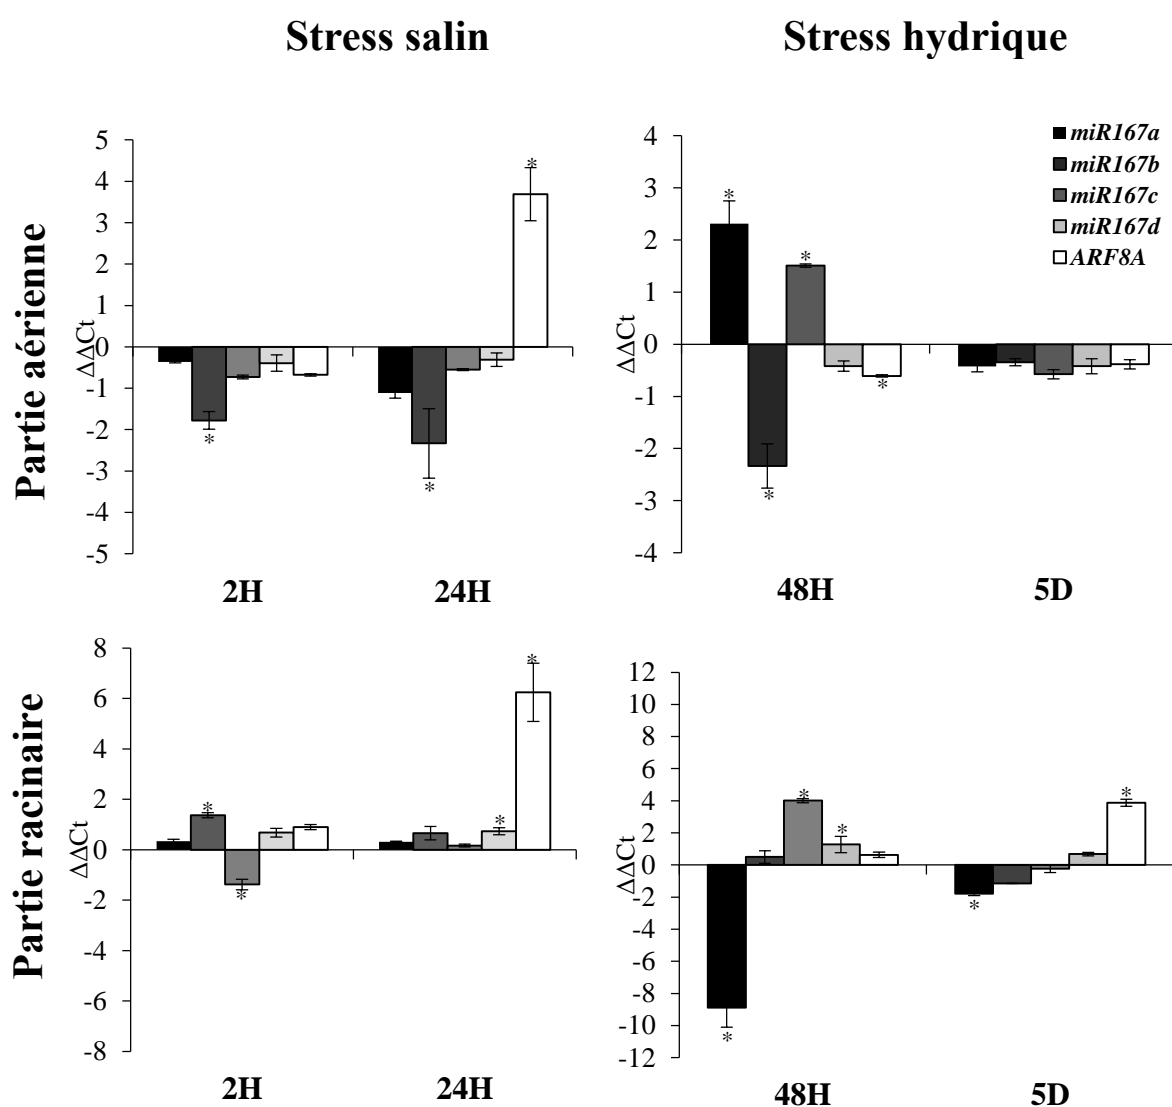 Stress salin
Stress hydrique
Partie aérienne
ΔΔCt
5
4
3
2
1
0
-1
-2
-3
-4
-5
*
*
*
2H
24H
ΔΔCt
4
3
2
1
0
-1
-2
-3
-4
*
*
*
*
48H
5D
miR167a
miR167b
miR167c
miR167d
ARF8A
Partie racinaire
ΔΔCt
8
6
4
2
0
-2
-4
-6
-8
*
*
*
*
2H
24H
ΔΔCt
12
10
8
6
4
2
0
-2
-4
-6
-8
-10
-12
*
*
*
*
*
48H
5D